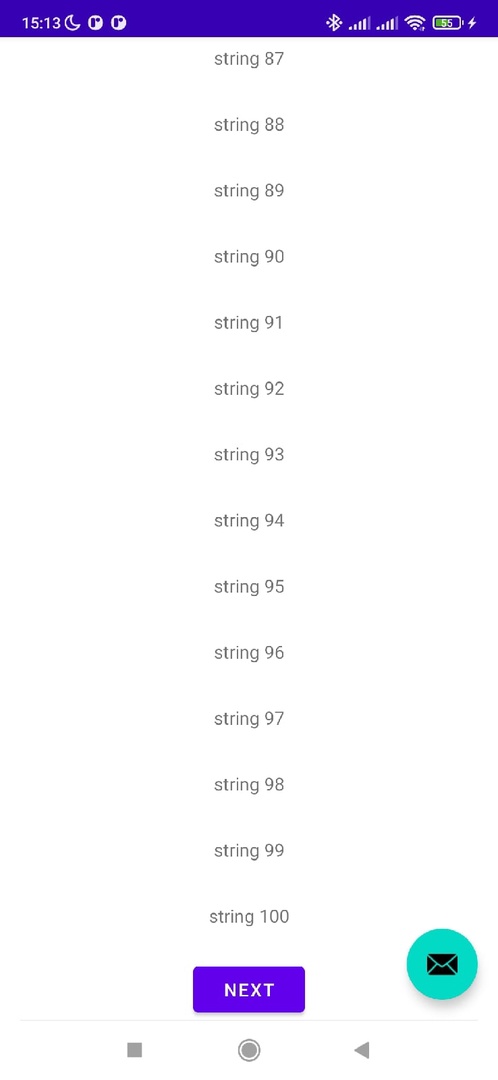 15:13
55
string 87
string 88
string 89
string 90
string 91
string 92
string 93
string 94
string 95
string 96
string 97
string 98
string 99
string 100
NEXT